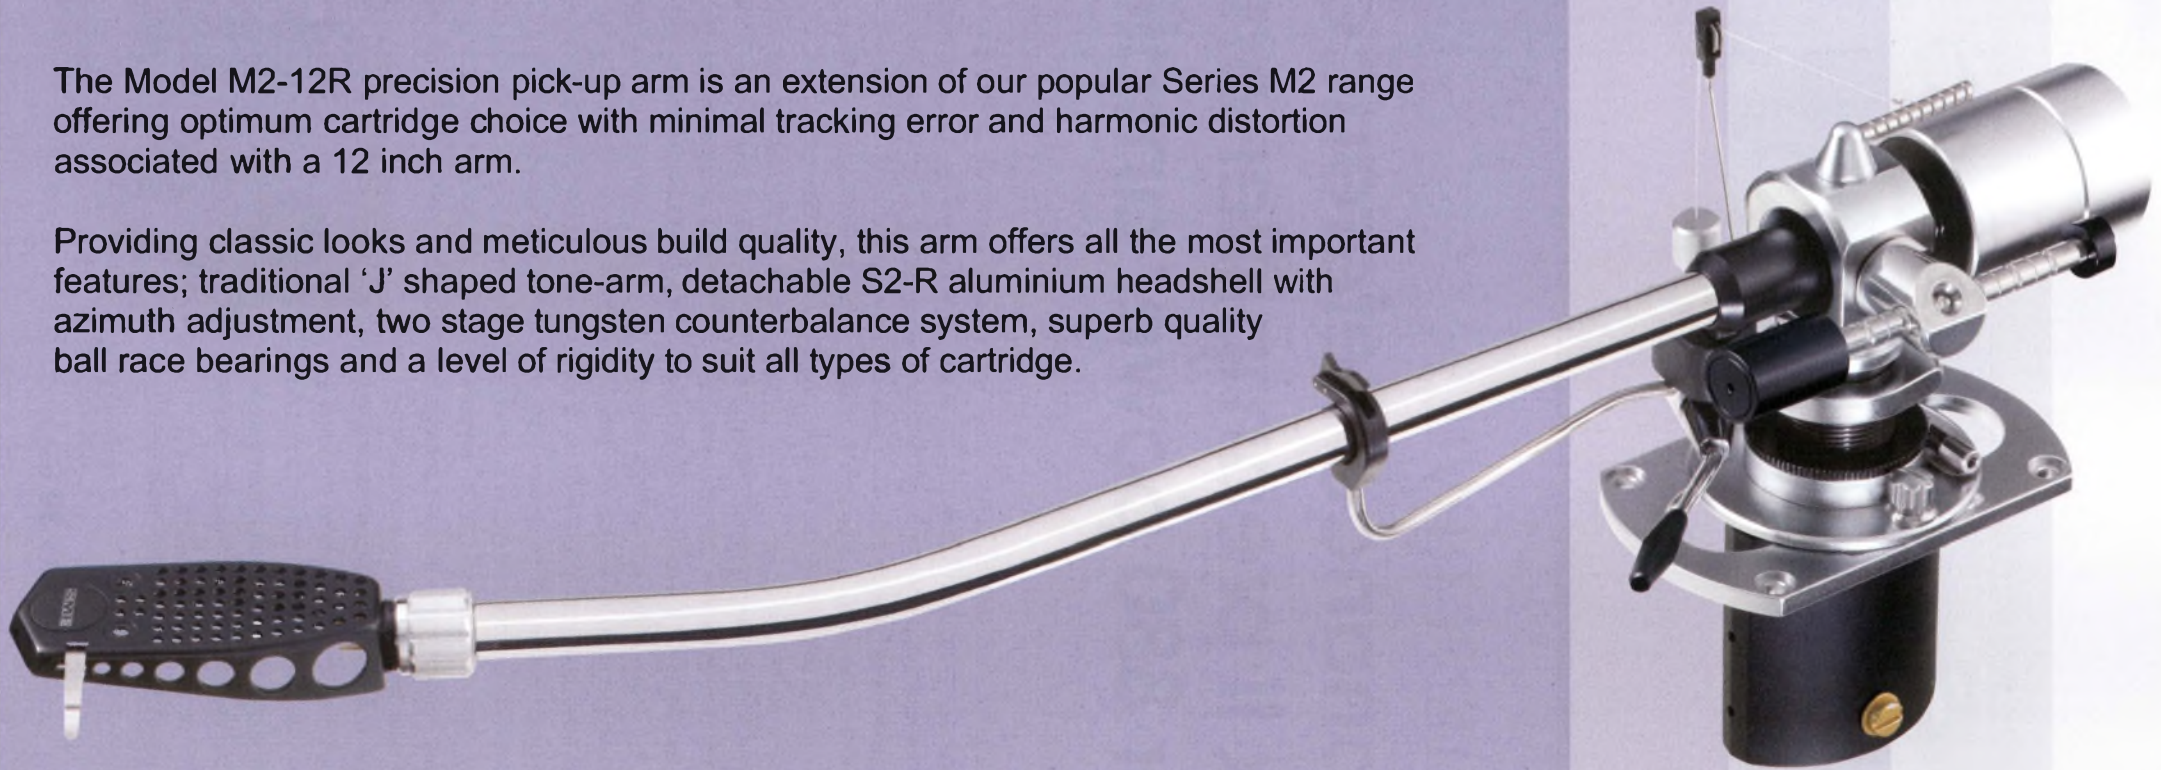 The Model M2-12R precision pick-up arm is an extension of our popular Series M2 range
offering optimum cartridge choice with minimal tracking error and harmonic distortion
associated with a 12 inch arm.
Providing classic looks and meticulous build quality, this arm offers all the most important
features; traditional ‘J’ shaped tone-arm, detachable S2-R aluminium headshell with
azimuth adjustment, two stage tungsten counterbalance system, superb quality
ball race bearings and a level of rigidity to suit all types of cartridge.
SME